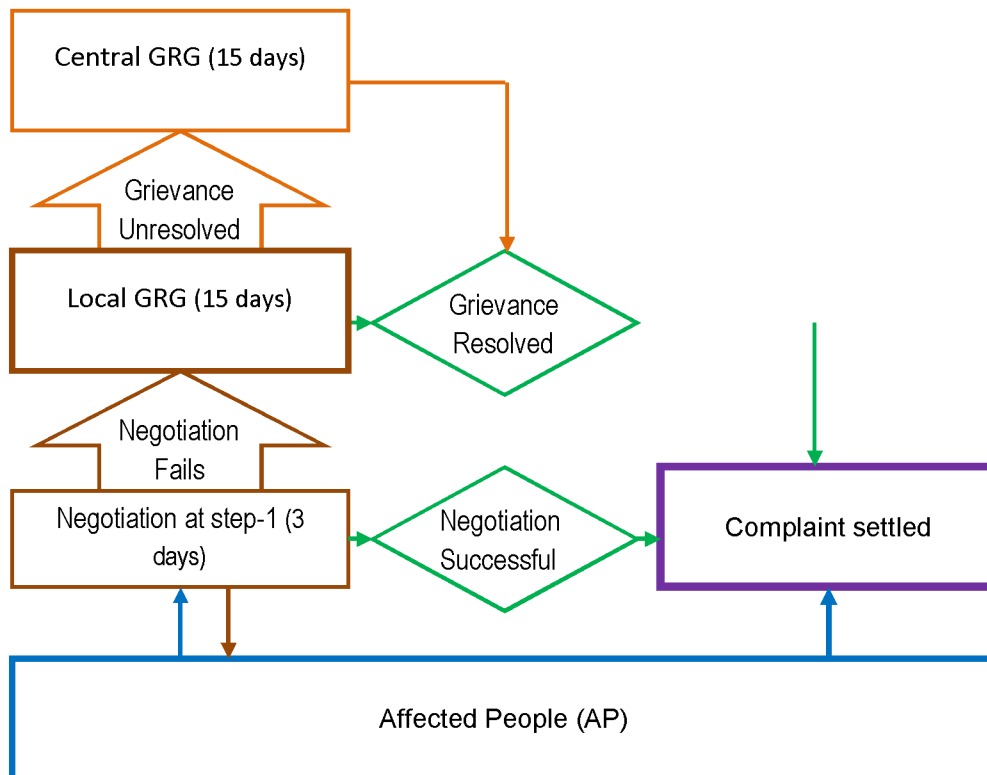 Central GRG (15 days)
Grievance
Unresolved
Local GRG (15 days)
Grievance
Resolved
Negotiation
Fails
Negotiation at step-1 (3
days)
Negotiation
Successful
Complaint settled
Affected People (AP)